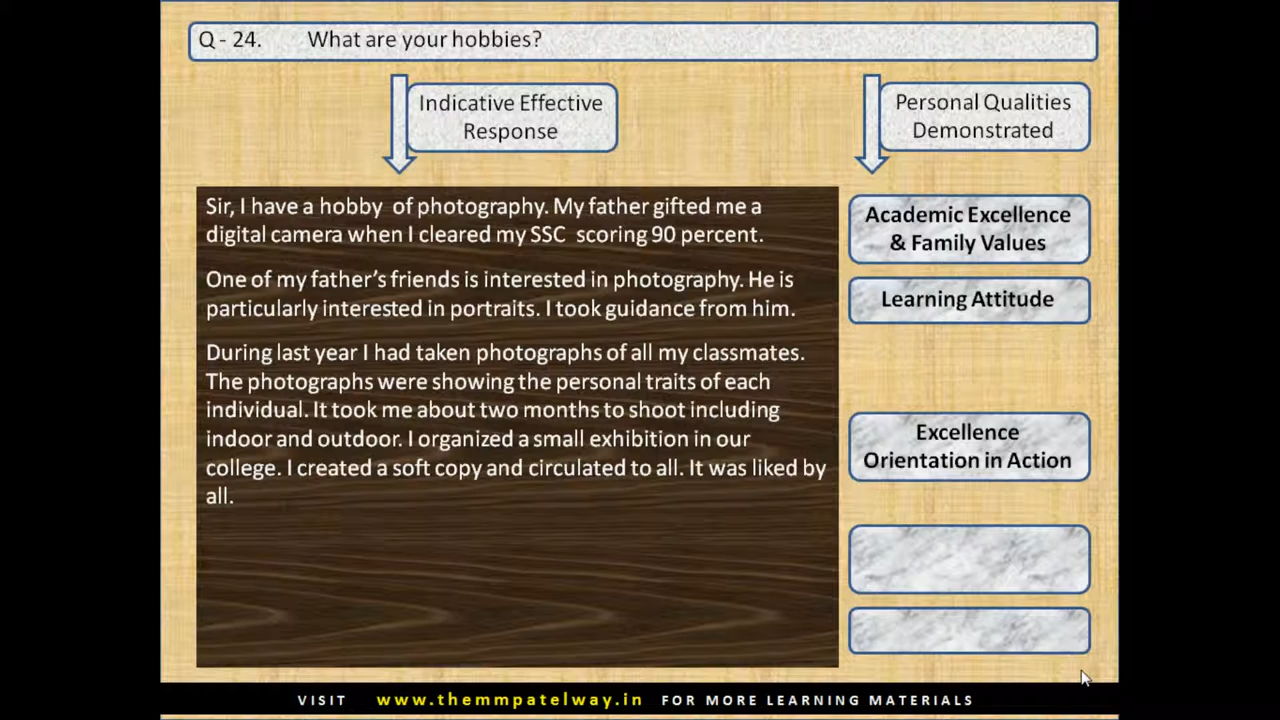 Q - 24. What are your hobbies?
Indicative Effective
Response
Personal Qualities
Demonstrated
Sir, I have a hobby of photography. My father gifted me a
digital camera when I cleared my SSC scoring 90 percent.
One of my father's friends is interested in photography. He is
particularly interested in portraits. I took guidance from him.
During last year I had taken photographs of all my classmates.
The photographs were showing the personal traits of each
individual. It took me about two months to shoot including
indoor and outdoor. I organized a small exhibition in our
college. I created a soft copy and circulated to all. It was liked by
all.
Academic Excellence
& Family Values
Learning Attitude
Excellence
Orientation in Action
VISIT www.themmpatelway.in FOR MORE LEARNING MATERIALS